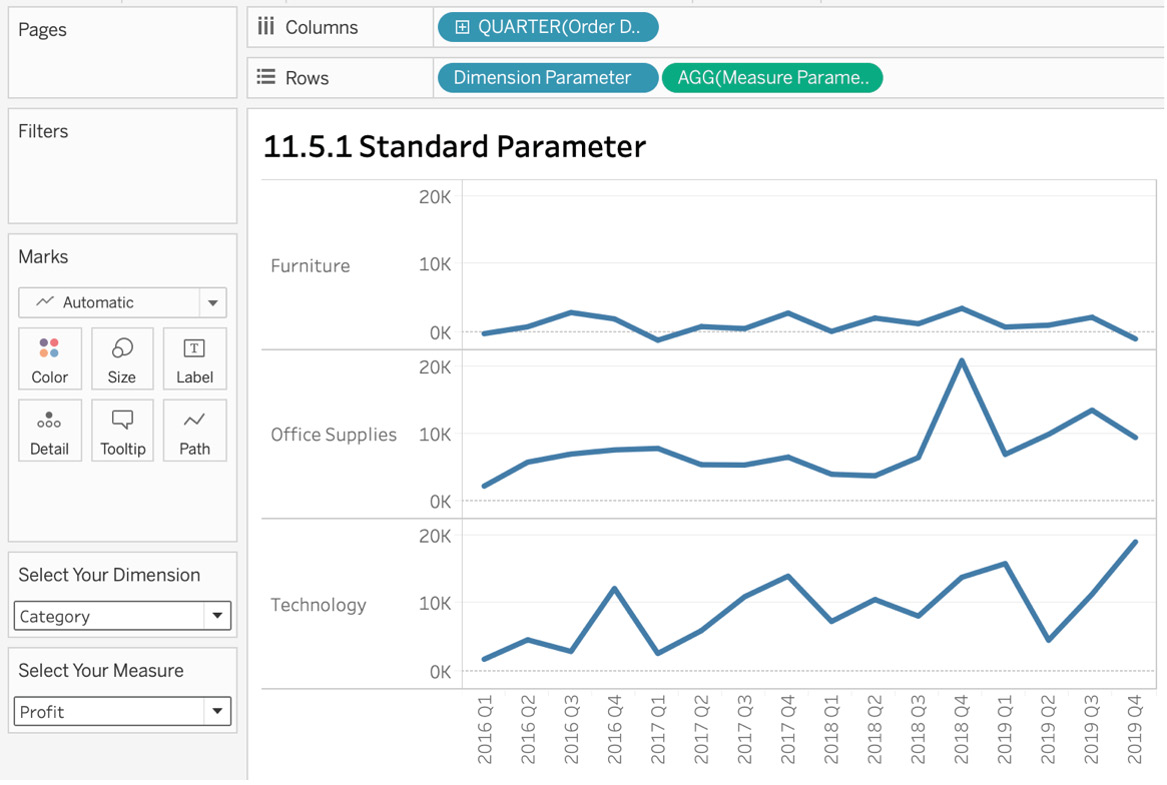 Pages
Columns
QUARTER(Order D..
Rows
Dimension Parameter
AGG(Measure Parame..
Filters
Marks
Automatic
Color
Size
T
Label
Detail
Tooltip
Path
Select Your Dimension
Category
Select Your Measure
Profit
11.5.1 Standard Parameter
Furniture
20K
10K
0K
Office Supplies
20K
10K
0K
Technology
20K
10K
0K
2016 Q1
2016 Q2
2016 Q3
2016 Q4
2017 Q1
2017 Q2
2017 Q3
2017 Q4
2018 Q1
2018 Q2
2018 Q3
2018 Q4
2019 Q1
2019 Q2
2019 Q3
2019 Q4